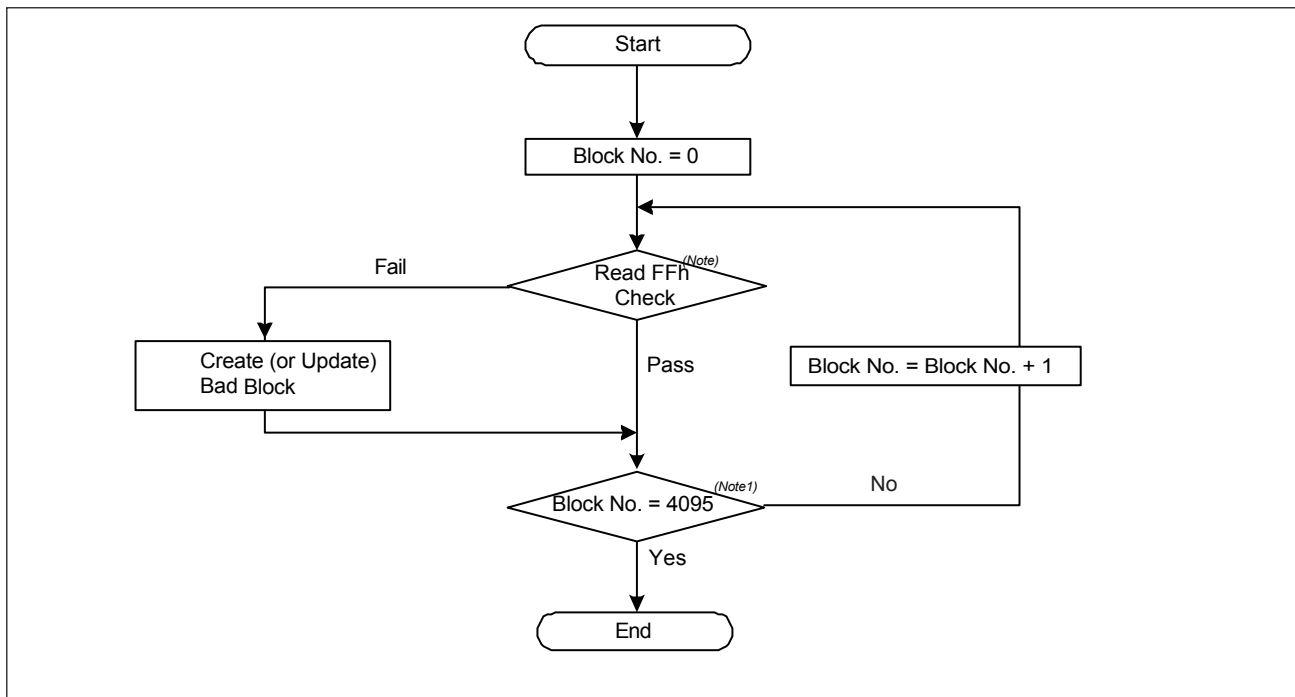 Start
Block No. = 0
(Note)
Fail
Read FFh
Check
Create (or Update)
Bad Block
Pass
Block No. = Block No. + 1
(Note1)
Block No. = 4095
No
Yes
End